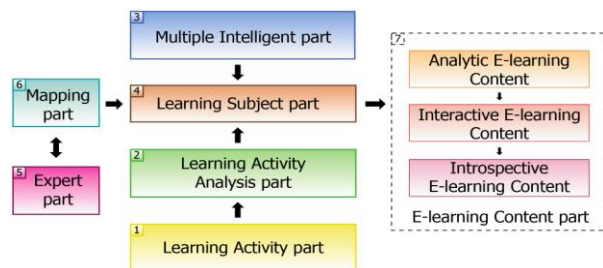 3
Multiple Intelligent part
6
Mapping
part
4
Learning Subject part
5
Expert
part
2
Learning Activity
Analysis part
1
Learning Activity part
7
Analytic E-learning
Content
Interactive E-learning
Content
Introspective
E-learning Content
E-learning Content part